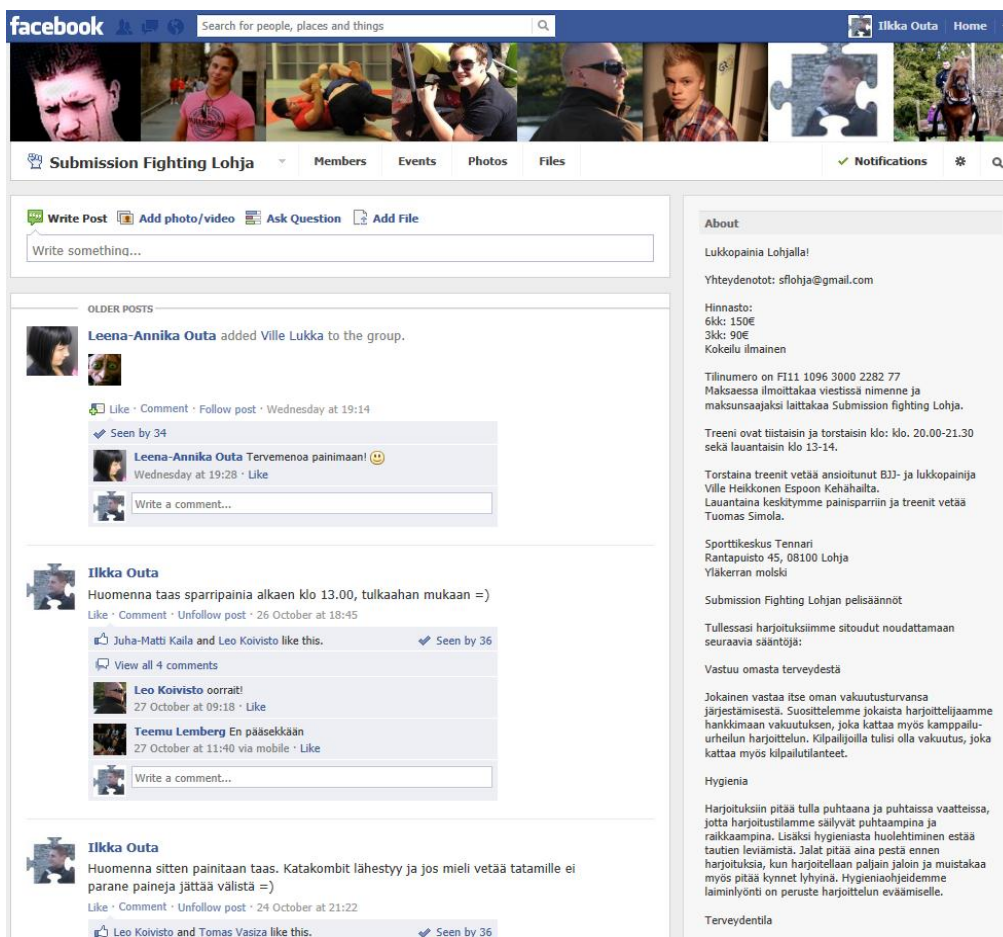 facebook
Search for people, places and things
Ilkka Outa
Home
Submission Fighting Lohja
Members
Events
Photos
Files
Notifications
Write Post
Add photo/video
Ask Question
Add File
Write something...
OLDER POSTS
Leena-Annika Outa added Ville Lukka to the group.
Like · Comment · Follow post · Wednesday at 19:14
Seen by 34
Leena-Annika Outa Tervemenoa painimaan!
Wednesday at 19:28 · Like
Write a comment...
Ilkka Outa
Huomenna taas sparripainia alkaen klo 13.00, tulkaahan mukaan =)
Like · Comment · Unfollow post · 26 October at 18:45
Juha-Matti Kaila and Leo Koivisto like this.
Seen by 36
View all 4 comments
Leo Koivisto oorrait!
27 October at 09:18 · Like
Teemu Lemberg En pääsekkään
27 October at 11:40 via mobile · Like
Write a comment...
Ilkka Outa
Huomenna sitten painitaan taas. Katakombit lähestyy ja jos mieli vetää tatamille ei
parane paineja jättää välistä =)
Like · Comment · Unfollow post · 24 October at 21:22
Leo Koivisto and Tomas Vasiza like this.
Seen by 36
About
Lukkopainia Lohjalla!
Yhteydenotot: sflohja@gmail.com
Hinnasto:
6kk: 150€
3kk: 90€
Kokeilu ilmainen
Tilinumero on FI11 1096 3000 2282 77
Maksaessa ilmoittakaa viestissä nimenne ja
maksunsaajaksi laittakaa Submission fighting Lohja.
Treeni ovat tiistaisin ja torstaisin klo: klo. 20.00-21.30
sekä lauantaisin klo 13-14.
Torstaina treenit vetää ansioitunut BJJ- ja lukkopainija
Ville Heikkonen Espoon Kehähailta.
Lauantaina keskitymme painisparriin ja treenit vetää
Tuomas Simola.
Sporttikeskus Tennari
Rantapuisto 45, 08100 Lohja
Yläkerran molski
Submission Fighting Lohjan pelisäännöt
Tullessasi harjoituksiimme sitoudut noudattamaan
seuraavia sääntöjä:
Vastuu omasta terveydestä
Jokainen vastaa itse oman vakuutusturvansa
järjestämisestä. Suosittelemme jokaista harjoittelijaamme
hankkimaan vakuutuksen, joka kattaa myös kamppailu-
urheilun harjoittelun. Kilpailijoilla tulisi olla vakuutus, joka
kattaa myös kilpailutilanteet.
Hygienia
Harjoituksiin pitää tulla puhtaana ja puhtaissa vaatteissa,
jotta harjoitustilamme säilyvät puhtaampina ja
raikkaampina. Lisäksi hygieniasta huolehtiminen estää
tautien leviämistä. Jalat pitää aina pestä ennen
harjoituksia, kun harjoitellaan paljain jaloin ja muistakaa
myös pitää kynnet lyhyinä. Hygieniaohjeidemme
laiminlyönti on peruste harjoittelun eväämiselle.
Terveydentila